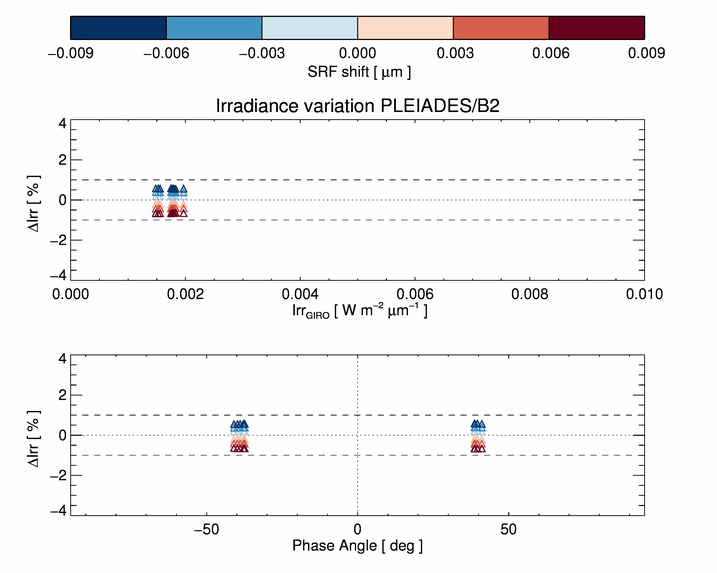 −0.009 −0.006 −0.003 0.000 0.003 0.006 0.009
SRF shift [ μm ]
Irradiance variation PLEIADES/B2
4
2
0
−2
−4
ΔIrr [ % ]
0.000 0.002 0.004 0.006 0.008 0.010
Irr_GIRO [ W m⁻² μm⁻¹ ]
4
2
0
−2
−4
ΔIrr [ % ]
−50 0 50
Phase Angle [ deg ]